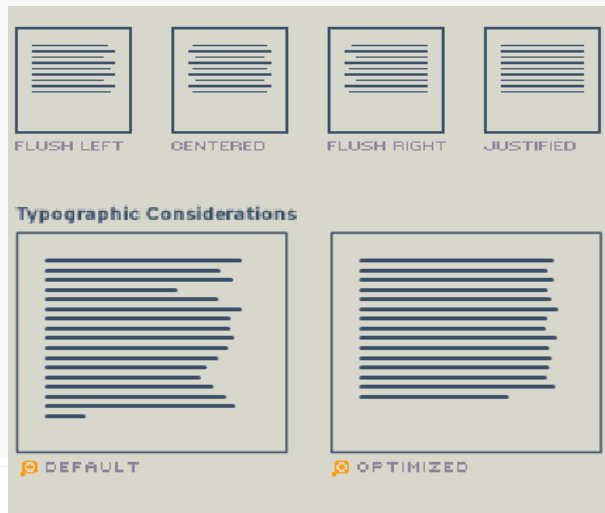 FLUSH LEFT CENTERED FLUSH RIGHT JUSTIFIED
Typographic Considerations
DEFAULT OPTIMIZED